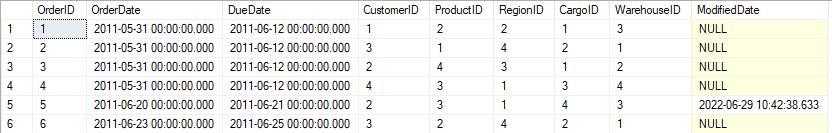 OrderID OrderDate DueDate CustomerID ProductID RegionID CargoID WarehouseID ModifiedDate
1 1 2011-05-31 00:00:00.000 2011-06-12 00:00:00.000 1 2 2 1 3 NULL
2 2 2011-05-31 00:00:00.000 2011-06-12 00:00:00.000 3 1 4 2 1 NULL
3 3 2011-05-31 00:00:00.000 2011-06-12 00:00:00.000 2 4 3 1 2 NULL
4 4 2011-05-31 00:00:00.000 2011-06-12 00:00:00.000 4 3 1 3 4 NULL
5 5 2011-06-20 00:00:00.000 2011-06-21 00:00:00.000 2 3 1 4 3 2022-06-29 10:42:38.633
6 6 2011-06-23 00:00:00.000 2011-06-25 00:00:00.000 3 2 4 2 1 NULL